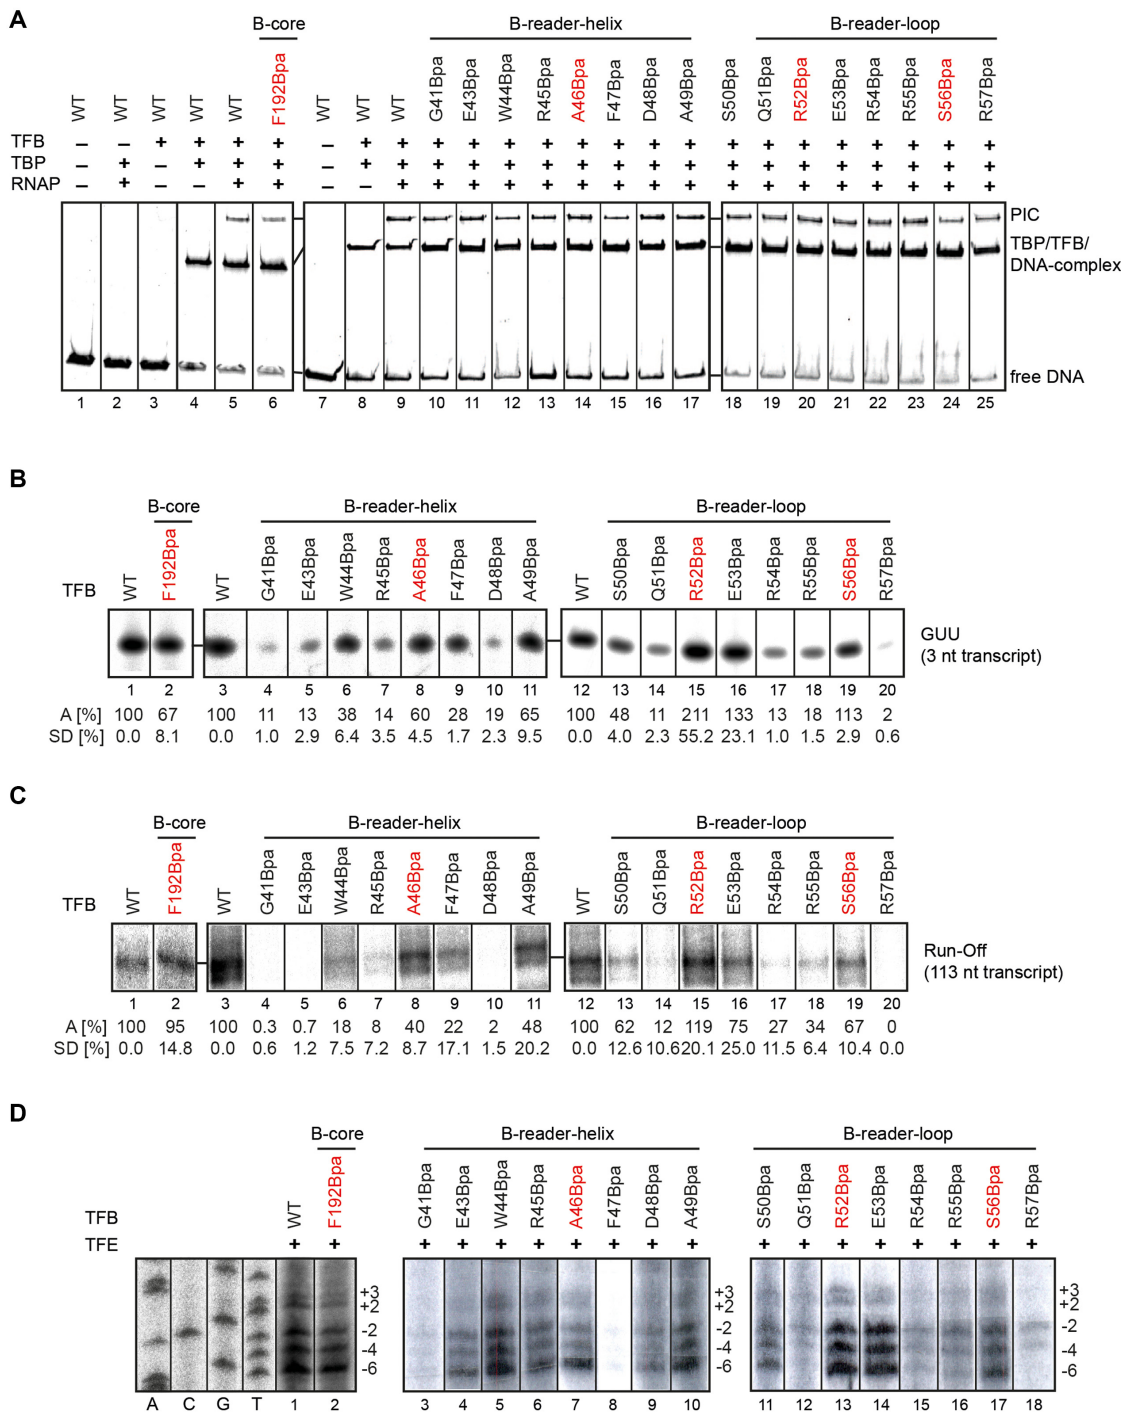 A
B-core
B-reader-helix
B-reader-loop
WT WT WT WT WT F192Bpa WT WT WT G41Bpa E43Bpa W44Bpa R45Bpa A46Bpa F47Bpa D48Bpa A49Bpa S50Bpa Q51Bpa R52Bpa E53Bpa R54Bpa R55Bpa S56Bpa R57Bpa
TFB – – + + + + – + + + + + + + + + + + + + + + + + +
TBP – + – + + + – + + + + + + + + + + + + + + + + + +
RNAP – + – – + + – – + + + + + + + + + + + + + + + + +
PIC
TBP/TFB/
DNA-complex
free DNA
1 2 3 4 5 6 7 8 9 10 11 12 13 14 15 16 17 18 19 20 21 22 23 24 25
B
B-core
B-reader-helix
B-reader-loop
TFB WT F192Bpa WT G41Bpa E43Bpa W44Bpa R45Bpa A46Bpa F47Bpa D48Bpa A49Bpa WT S50Bpa Q51Bpa R52Bpa E53Bpa R54Bpa R55Bpa S56Bpa R57Bpa
GUU
(3 nt transcript)
1 2 3 4 5 6 7 8 9 10 11 12 13 14 15 16 17 18 19 20
A [%] 100 67 100 11 13 38 14 60 28 19 65 100 48 11 211 133 13 18 113 2
SD [%] 0.0 8.1 0.0 1.0 2.9 6.4 3.5 4.5 1.7 2.3 9.5 0.0 4.0 2.3 55.2 23.1 1.0 1.5 2.9 0.6
C
B-core
B-reader-helix
B-reader-loop
TFB WT F192Bpa WT G41Bpa E43Bpa W44Bpa R45Bpa A46Bpa F47Bpa D48Bpa A49Bpa WT S50Bpa Q51Bpa R52Bpa E53Bpa R54Bpa R55Bpa S56Bpa R57Bpa
Run-Off
(113 nt transcript)
1 2 3 4 5 6 7 8 9 10 11 12 13 14 15 16 17 18 19 20
A [%] 100 95 100 0.3 0.7 18 8 40 22 2 48 100 62 12 119 75 27 34 67 0
SD [%] 0.0 14.8 0.0 0.6 1.2 7.5 7.2 8.7 17.1 1.5 20.2 0.0 12.6 10.6 20.1 25.0 11.5 6.4 10.4 0.0
D
B-core
B-reader-helix
B-reader-loop
TFB WT F192Bpa G41Bpa E43Bpa W44Bpa R45Bpa A46Bpa F47Bpa D48Bpa A49Bpa S50Bpa Q51Bpa R52Bpa E53Bpa R54Bpa R55Bpa S56Bpa R57Bpa
TFE + + + + + + + + + + + + + + + + + +
+3 +3 +3
+2 +2 +2
-2 -2 -2
-4 -4 -4
-6 -6 -6
A C G T 1 2 3 4 5 6 7 8 9 10 11 12 13 14 15 16 17 18